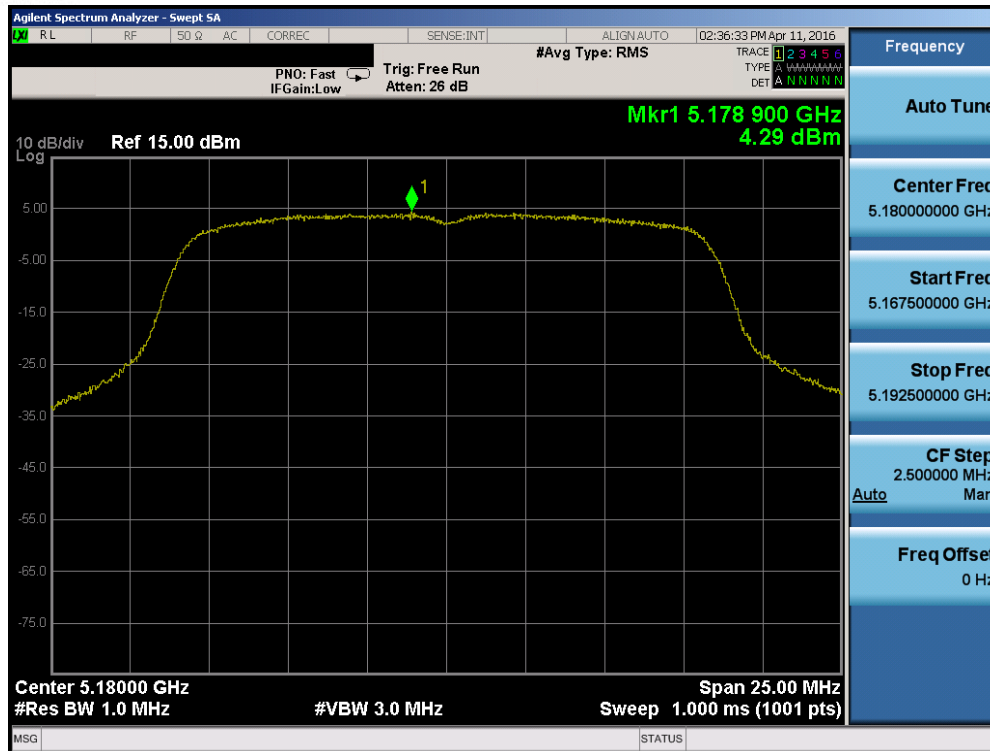 Agilent Spectrum Analyzer - Swept SA
LXI RL RF 50 Ω AC CORREC SENSE:INT ALIGN AUTO 02:36:33 PM Apr 11, 2016
#Avg Type: RMS
TRACE 1 2 3 4 5 6
TYPE A WWWWW
DET A N N N N N
PNO: Fast
IFGain:Low
Trig: Free Run
Atten: 26 dB
Mkr1 5.178 900 GHz
4.29 dBm
10 dB/div Ref 15.00 dBm
Log
1
5.00
-5.00
-15.0
-25.0
-35.0
-45.0
-55.0
-65.0
-75.0
Center 5.18000 GHz Span 25.00 MHz
#Res BW 1.0 MHz #VBW 3.0 MHz Sweep 1.000 ms (1001 pts)
MSG STATUS
Frequency
Auto Tune
Center Freq
5.180000000 GHz
Start Freq
5.167500000 GHz
Stop Freq
5.192500000 GHz
CF Step
2.500000 MHz
Auto Man
Freq Offset
0 Hz